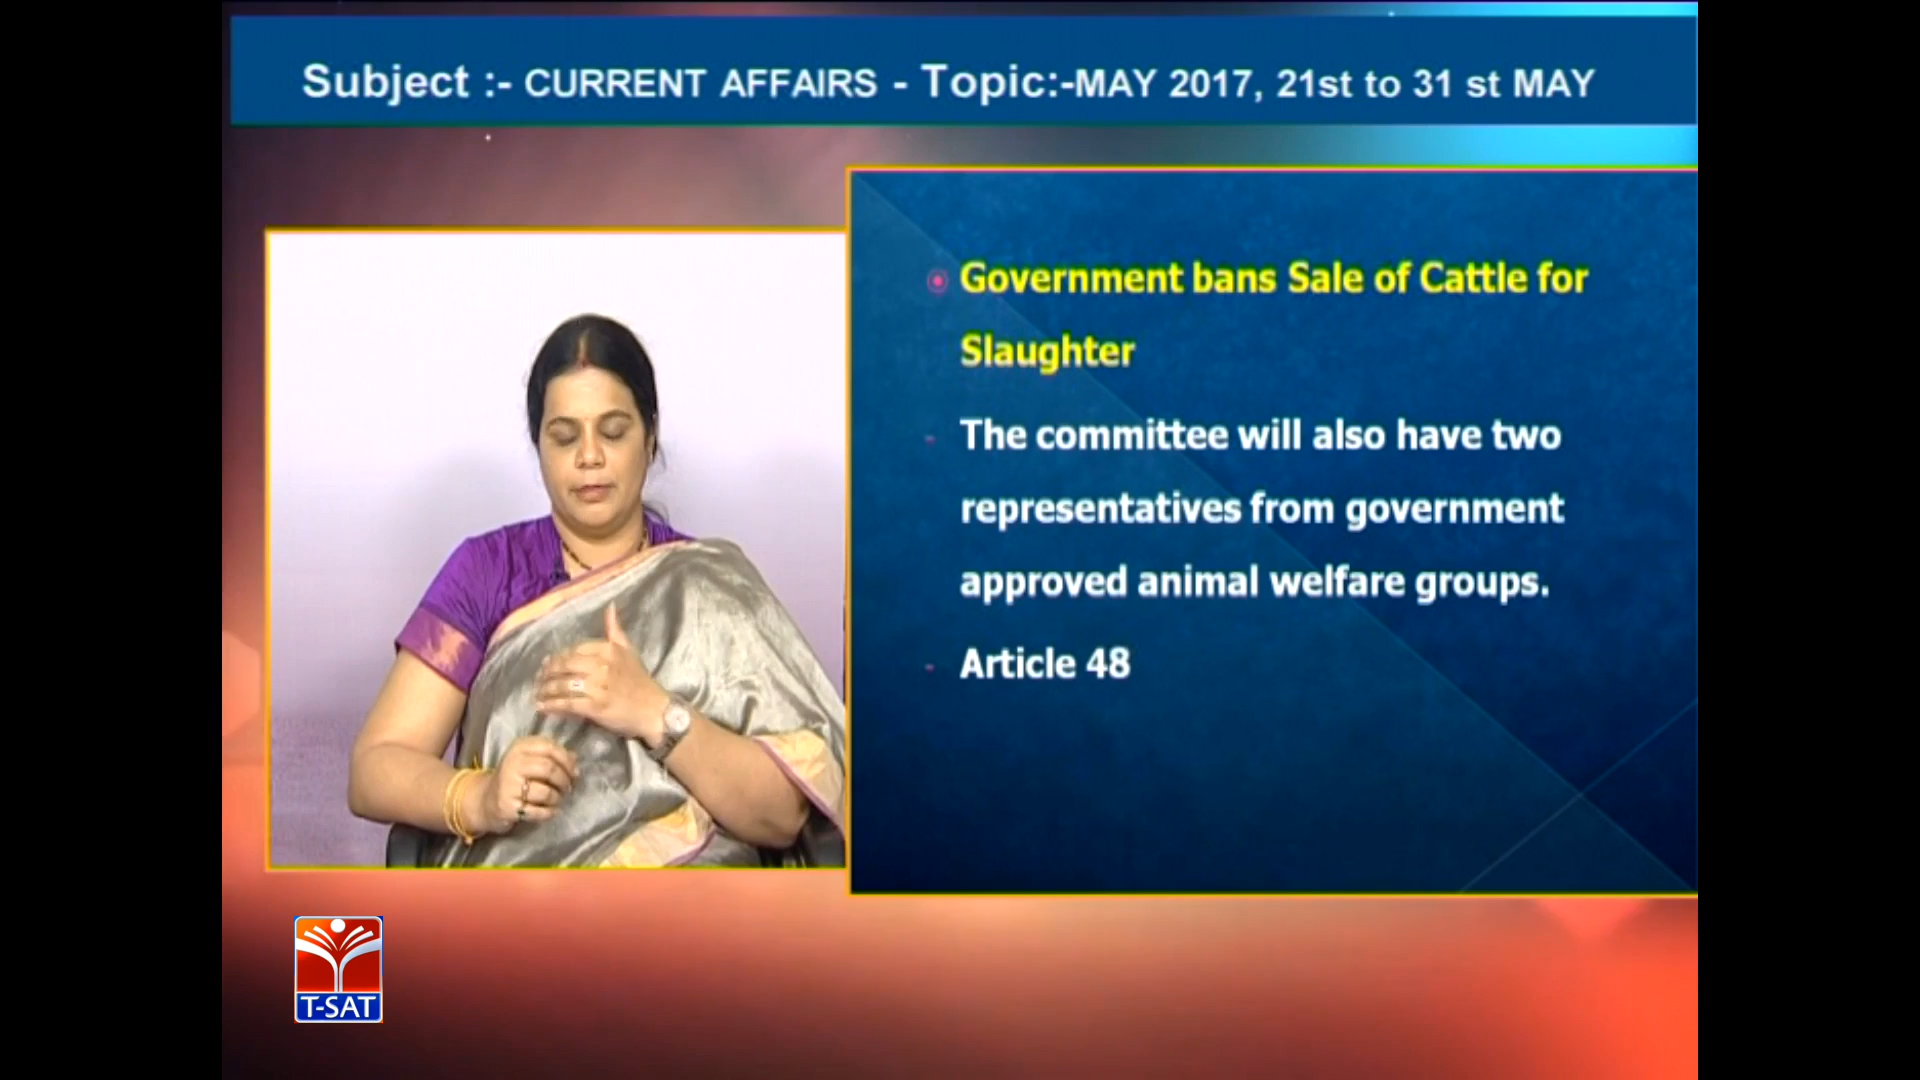 Subject :- CURRENT AFFAIRS - Topic:-MAY 2017, 21st to 31 st MAY
Government bans Sale of Cattle for
Slaughter
- The committee will also have two
representatives from government
approved animal welfare groups.
- Article 48
T-SAT